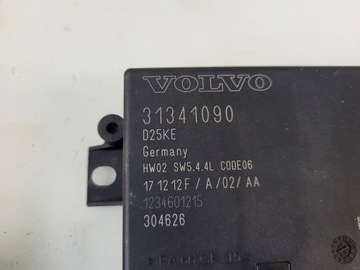 VOLVO
31341090
D25KE
Germany
HW02 SW5.4.4L CODE06
17 12 12F / A / 02 / AA
1234601215
304626